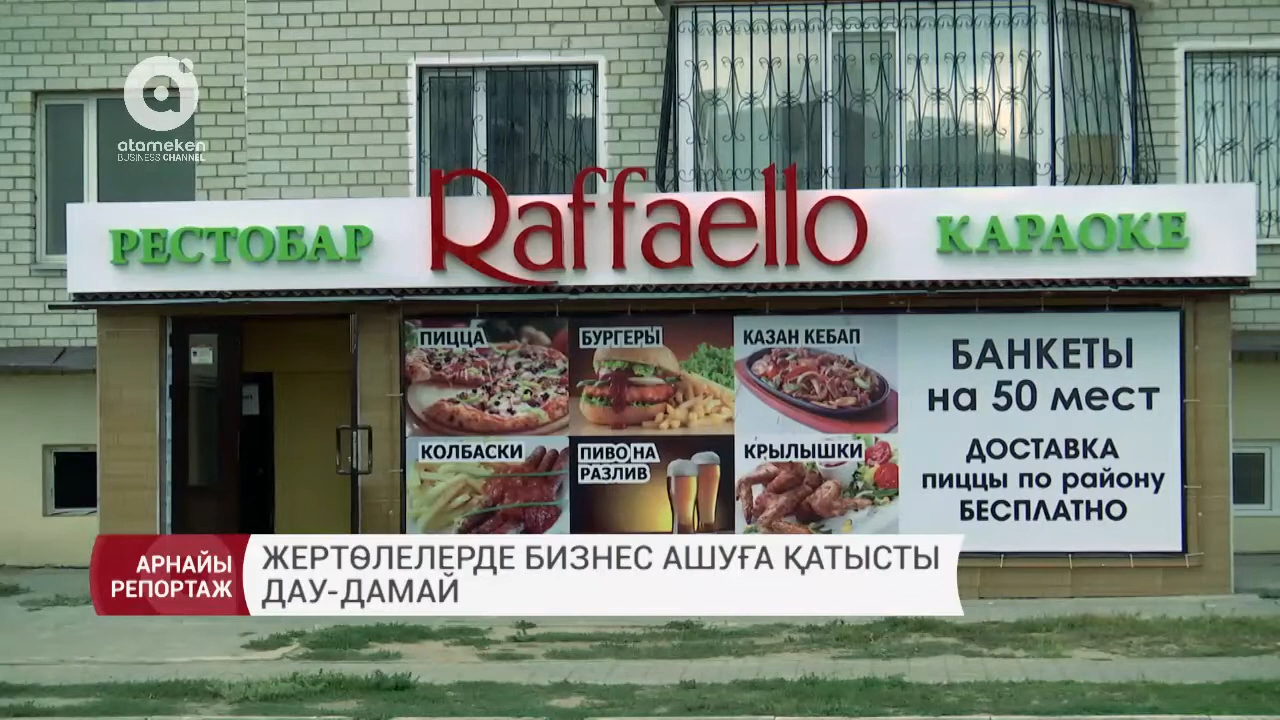 atameken
BUSINESS CHANNEL
РЕСТОБАР
Raffaello
КАРАОКЕ
ПИЦЦА
БУРГЕРЫ
КАЗАН КЕБАП
КОЛБАСКИ
ПИВО НА
РАЗЛИВ
КРЫЛЫШКИ
БАНКЕТЫ
на 50 мест
ДОСТАВКА
пиццы по району
БЕСПЛАТНО
АРНАЙЫ
РЕПОРТАЖ
ЖЕРТӨЛЕЛЕРДЕ БИЗНЕС АШУҒА ҚАТЫСТЫ
ДАУ-ДАМАЙ